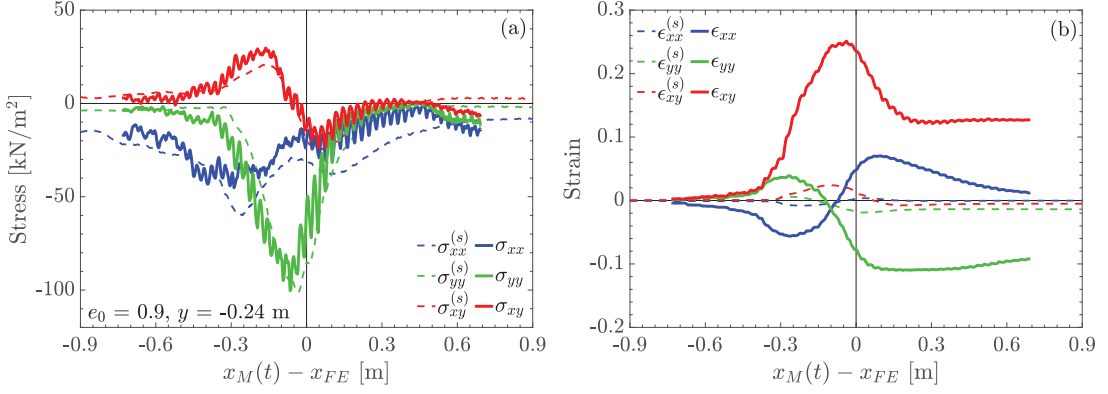 50
0
-50
-100
Stress [kN/m²]
(a)
σ_xx^(s) σ_xx
σ_yy^(s) σ_yy
σ_xy^(s) σ_xy
e₀ = 0.9, y = -0.24 m
-0.9 -0.6 -0.3 0 0.3 0.6 0.9
x_M(t) − x_FE [m]
0.3
0.2
0.1
0
-0.1
-0.2
Strain
(b)
ϵ_xx^(s) ϵ_xx
ϵ_yy^(s) ϵ_yy
ϵ_xy^(s) ϵ_xy
-0.9 -0.6 -0.3 0 0.3 0.6 0.9
x_M(t) − x_FE [m]